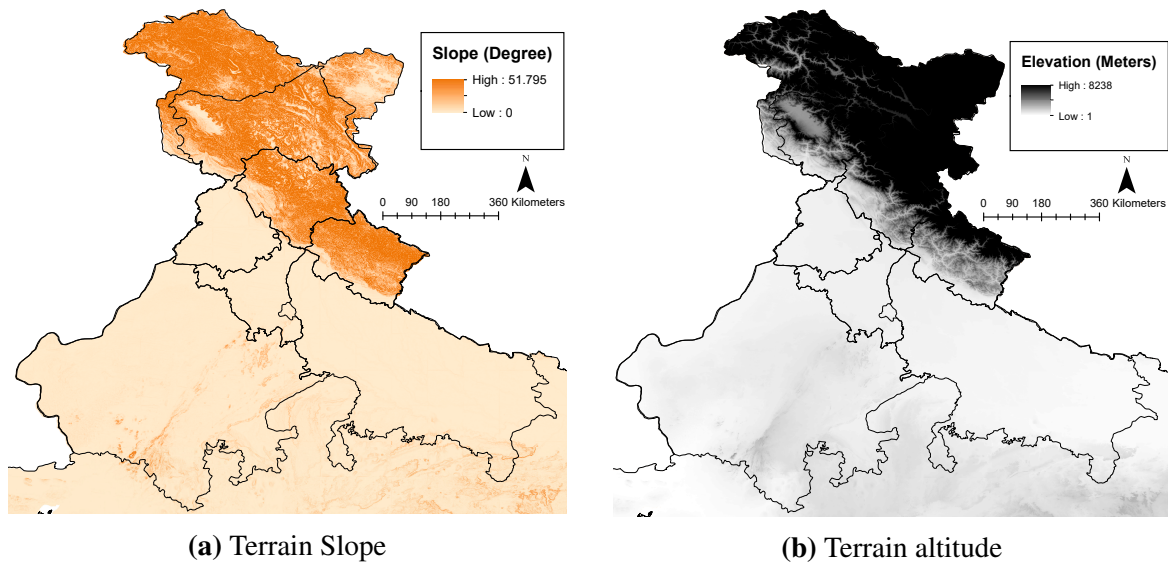 Slope (Degree)
High : 51.795
Low : 0
N
0 90 180 360 Kilometers
(a) Terrain Slope
Elevation (Meters)
High : 8238
Low : 1
N
0 90 180 360 Kilometers
(b) Terrain altitude